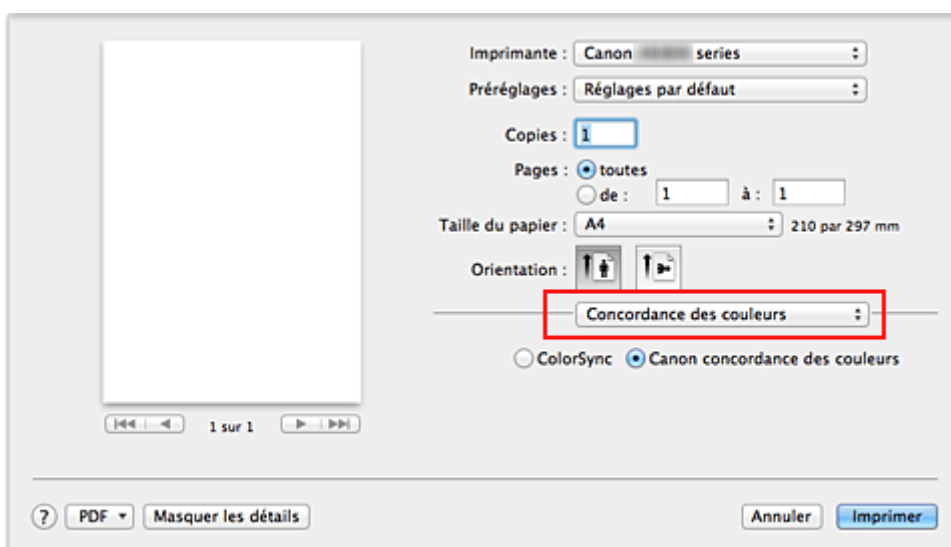 Imprimante : Canon series
Préréglages : Réglages par défaut
Copies : 1
Pages : toutes
de : 1 à : 1
Taille du papier : A4 210 par 297 mm
Orientation :
Concordance des couleurs
ColorSync Canon concordance des couleurs
1 sur 1
? PDF Masquer les détails Annuler Imprimer